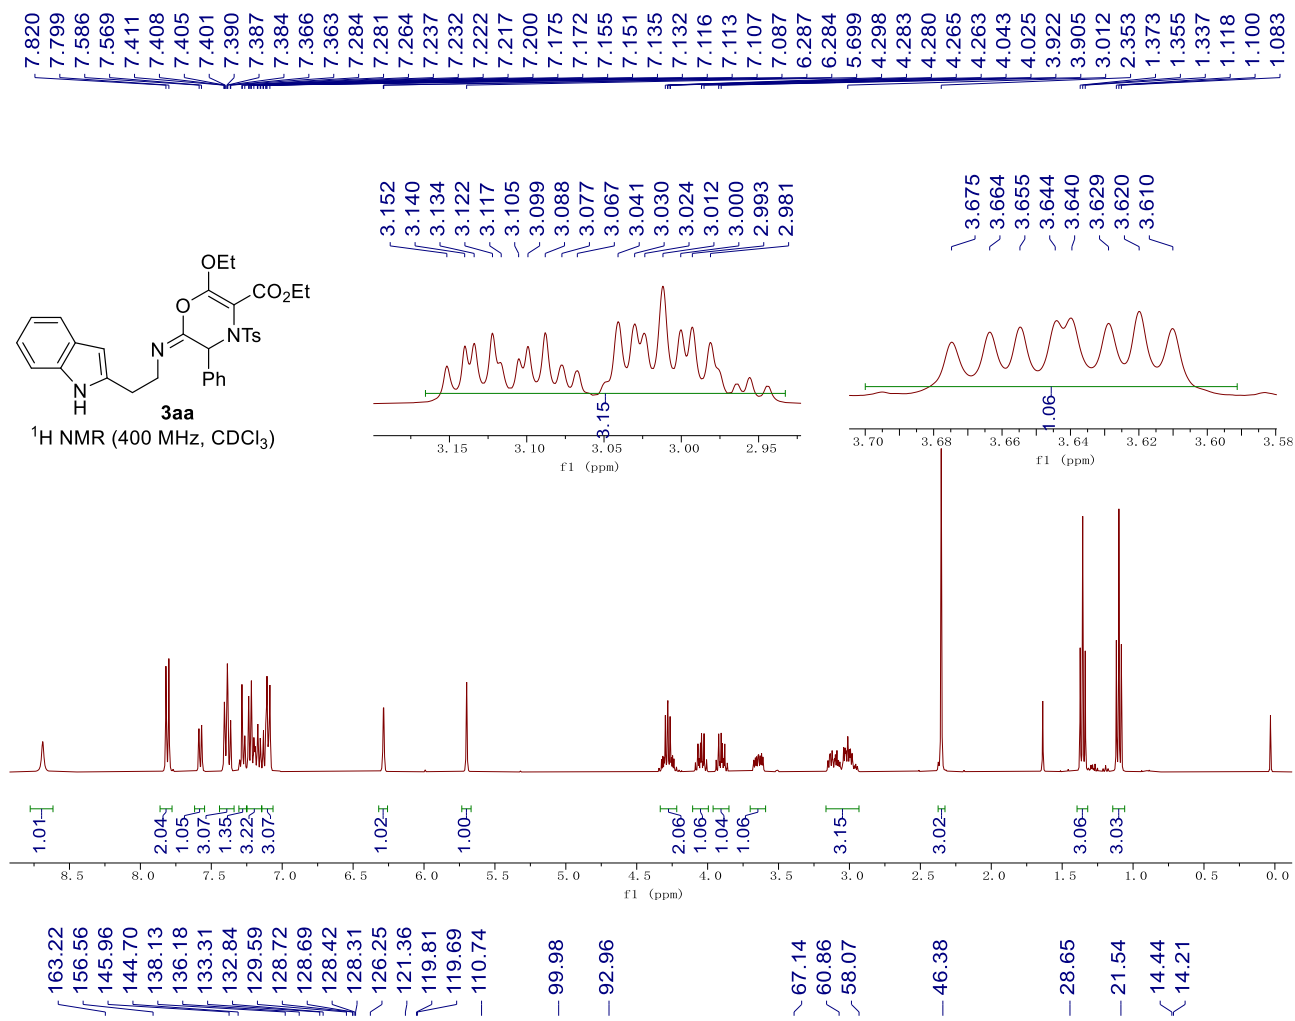 7.820 7.799 7.586 7.569 7.411 7.408 7.405 7.401 7.390 7.387 7.384 7.366 7.363 7.284 7.281 7.264 7.237 7.232 7.222 7.217 7.200 7.175 7.172 7.155 7.151 7.135 7.132 7.116 7.113 7.107 7.087 6.287 6.284 5.699 4.298 4.283 4.280 4.265 4.263 4.043 4.025 3.922 3.905 3.012 2.353 1.373 1.355 1.337 1.118 1.100 1.083
3.152 3.140 3.134 3.122 3.117 3.105 3.099 3.088 3.077 3.067 3.041 3.030 3.024 3.012 3.000 2.993 2.981
3.675 3.664 3.655 3.644 3.640 3.629 3.620 3.610
OEt
O
CO2Et
N
NTs
Ph
N
H
3aa
1H NMR (400 MHz, CDCl3)
3.15
3.15 3.10 3.05 3.00 2.95
f1 (ppm)
1.06
3.70 3.68 3.66 3.64 3.62 3.60 3.58
f1 (ppm)
1.01 2.04 1.05 3.07 1.35 3.22 3.07 1.02 1.00 2.06 1.06 1.04 1.06 3.15 3.02 3.06 3.03
8.5 8.0 7.5 7.0 6.5 6.0 5.5 5.0 4.5 4.0 3.5 3.0 2.5 2.0 1.5 1.0 0.5 0.0
f1 (ppm)
163.22 156.56 145.96 144.70 138.13 136.18 133.31 132.84 129.59 128.72 128.69 128.42 128.31 126.25 121.36 119.81 119.69 110.74 99.98 92.96 67.14 60.86 58.07 46.38 28.65 21.54 14.44 14.21